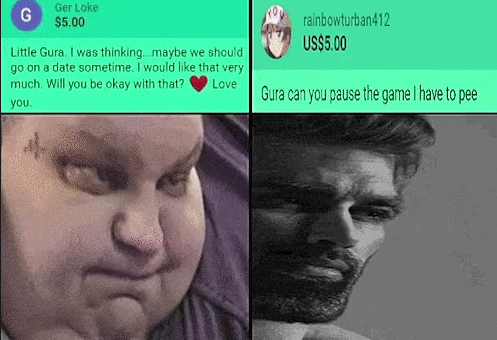 G
Ger Loke
$5.00
Little Gura. I was thinking...maybe we should
go on a date sometime. I would like that very
much. Will you be okay with that? ❤ Love
you.
rainbowturban412
US$5.00
Gura can you pause the game I have to pee